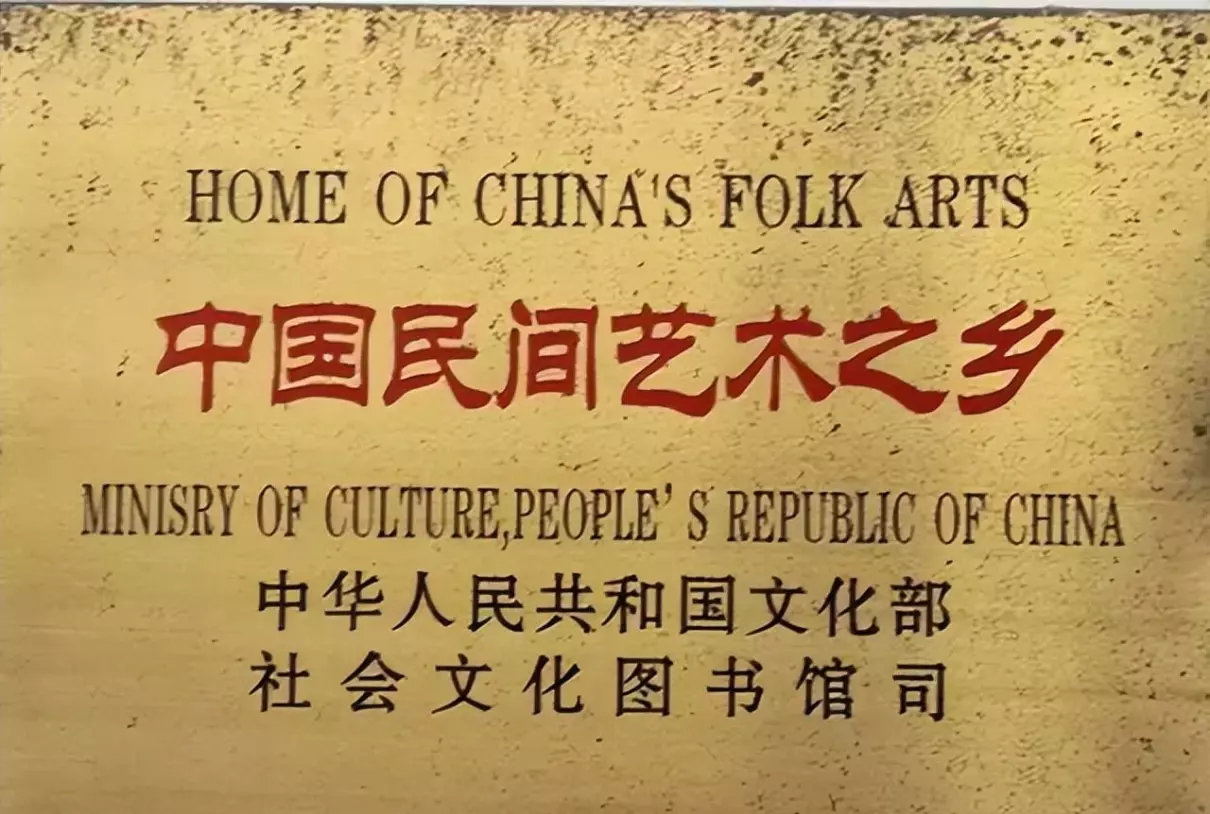 HOME OF CHINA'S FOLK ARTS
中国民间艺术之乡
MINISRY OF CULTURE,PEOPLE’S REPUBLIC OF CHINA
中华人民共和国文化部
社会文化图书馆司